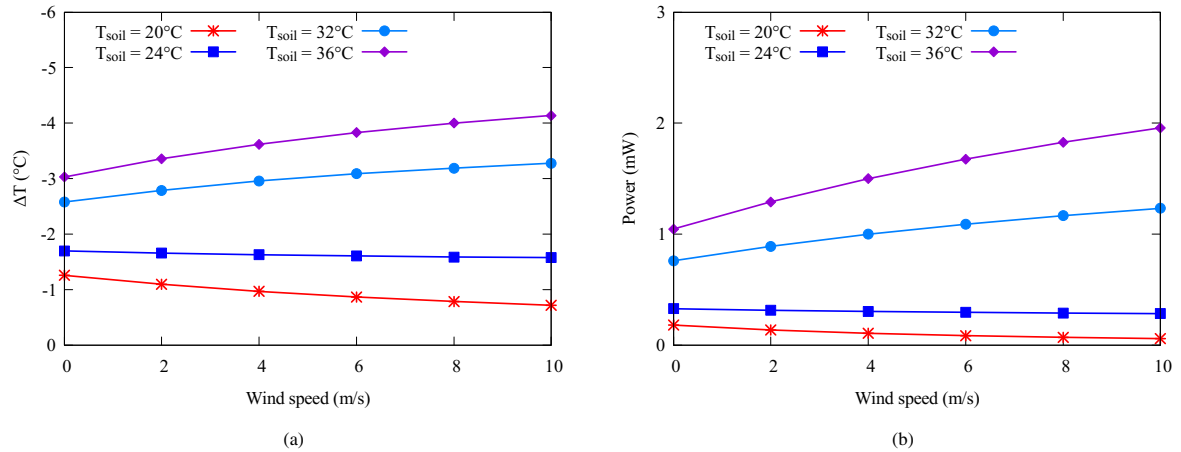 -6
-5
-4
-3
-2
-1
0
0 2 4 6 8 10
ΔT (°C)
Wind speed (m/s)
T_soil = 20°C
T_soil = 24°C
T_soil = 32°C
T_soil = 36°C
(a)
3
2
1
0
0 2 4 6 8 10
Power (mW)
Wind speed (m/s)
T_soil = 20°C
T_soil = 24°C
T_soil = 32°C
T_soil = 36°C
(b)